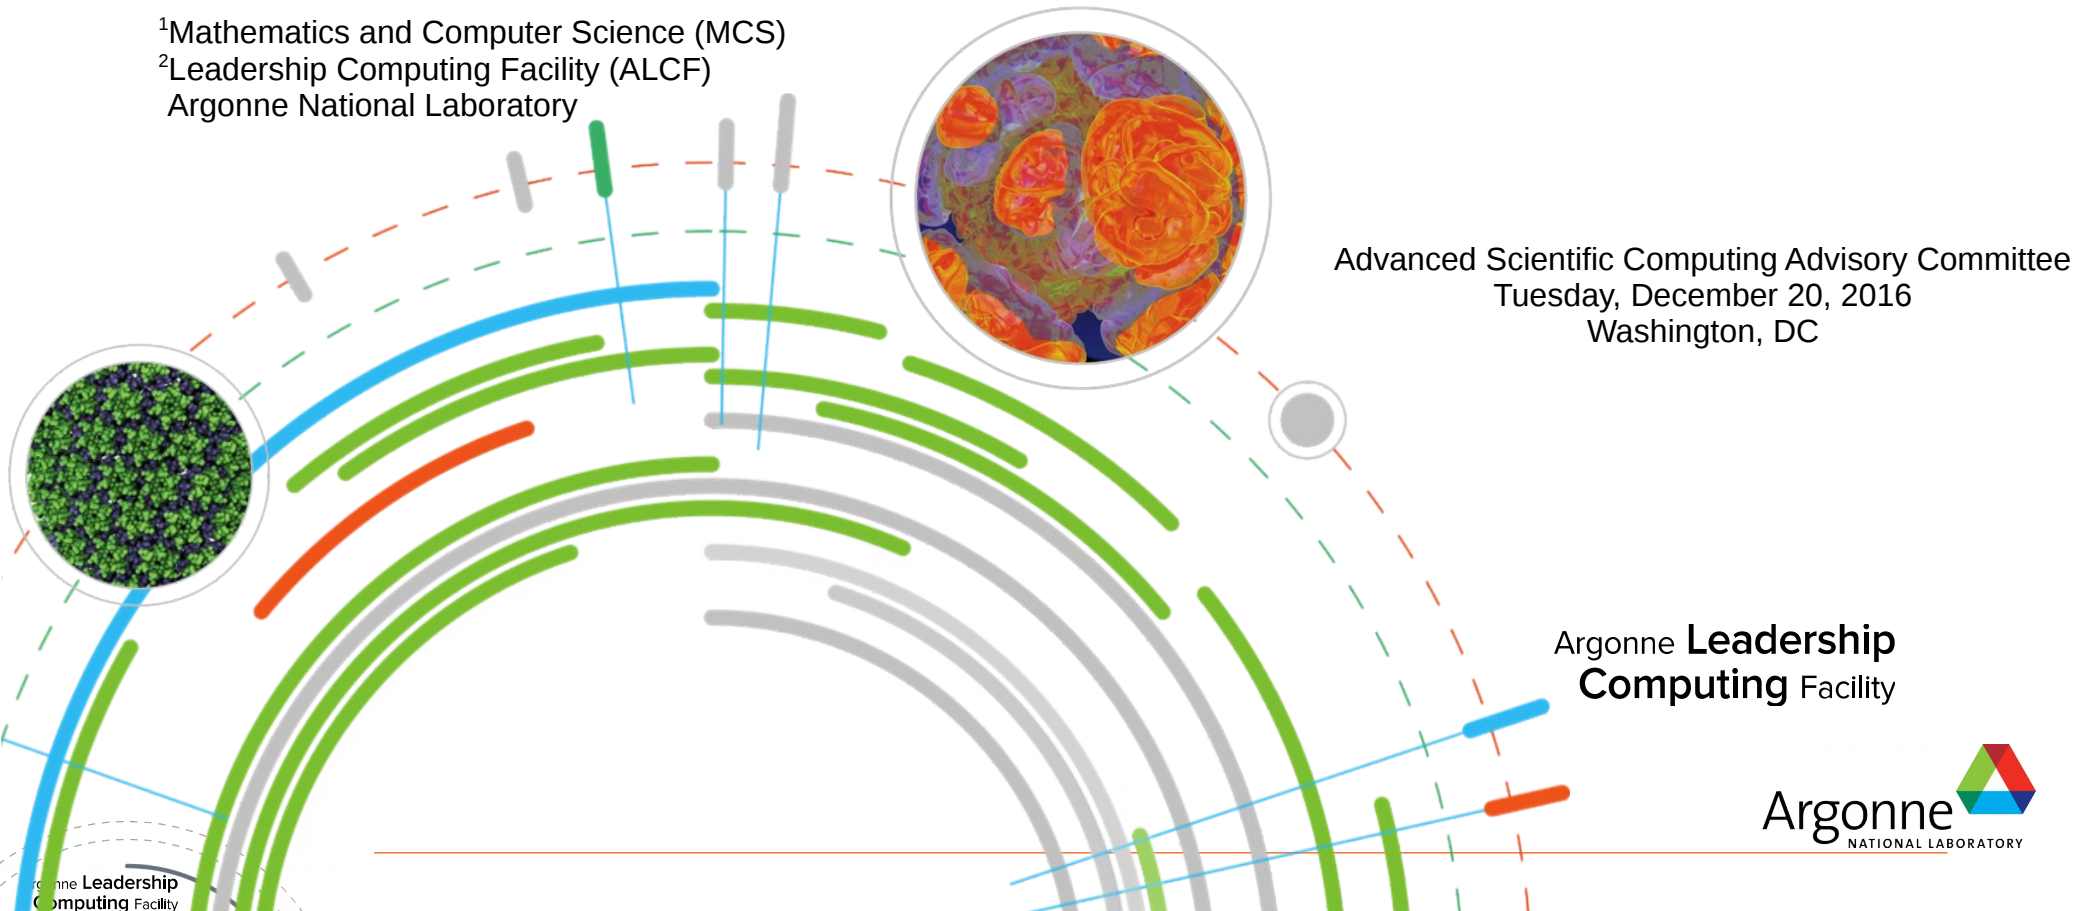 ¹Mathematics and Computer Science (MCS)
²Leadership Computing Facility (ALCF)
Argonne National Laboratory
Advanced Scientific Computing Advisory Committee
Tuesday, December 20, 2016
Washington, DC
Argonne Leadership
Computing Facility
Argonne
NATIONAL LABORATORY
Leadership
Computing Facility